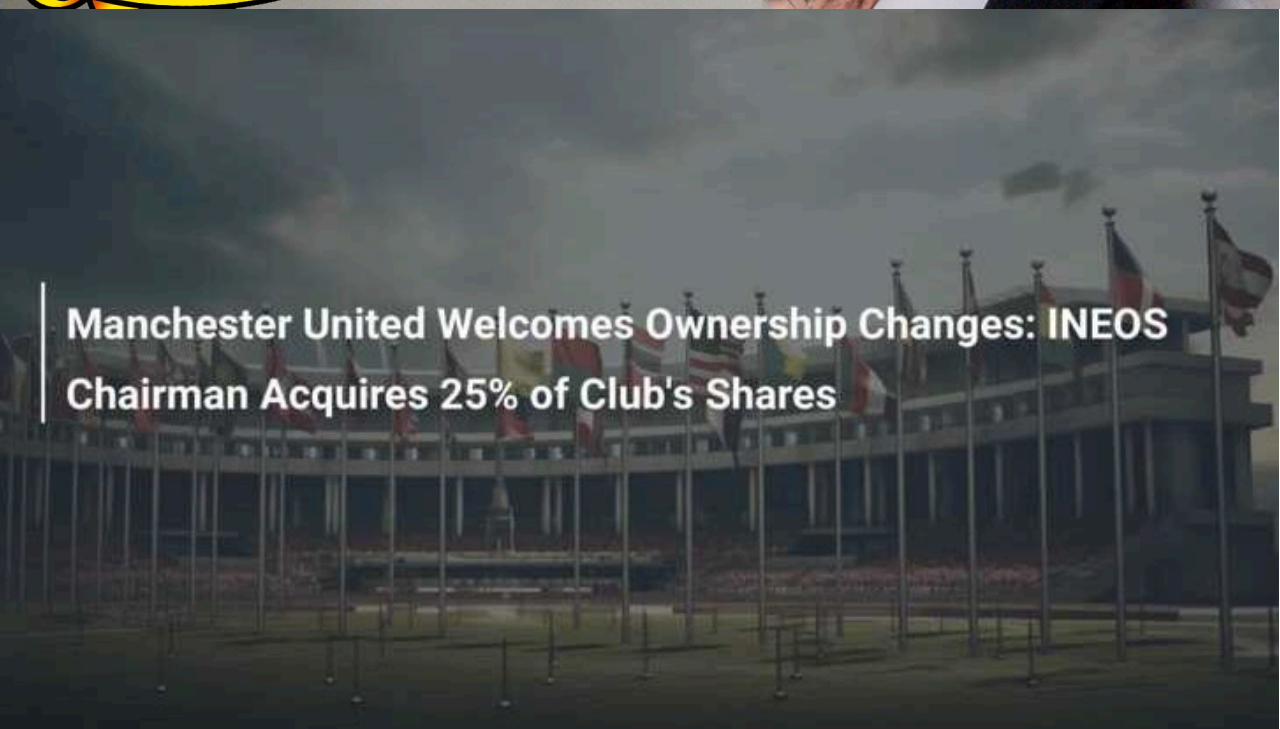 Manchester United Welcomes Ownership Changes: INEOS
Chairman Acquires 25% of Club's Shares